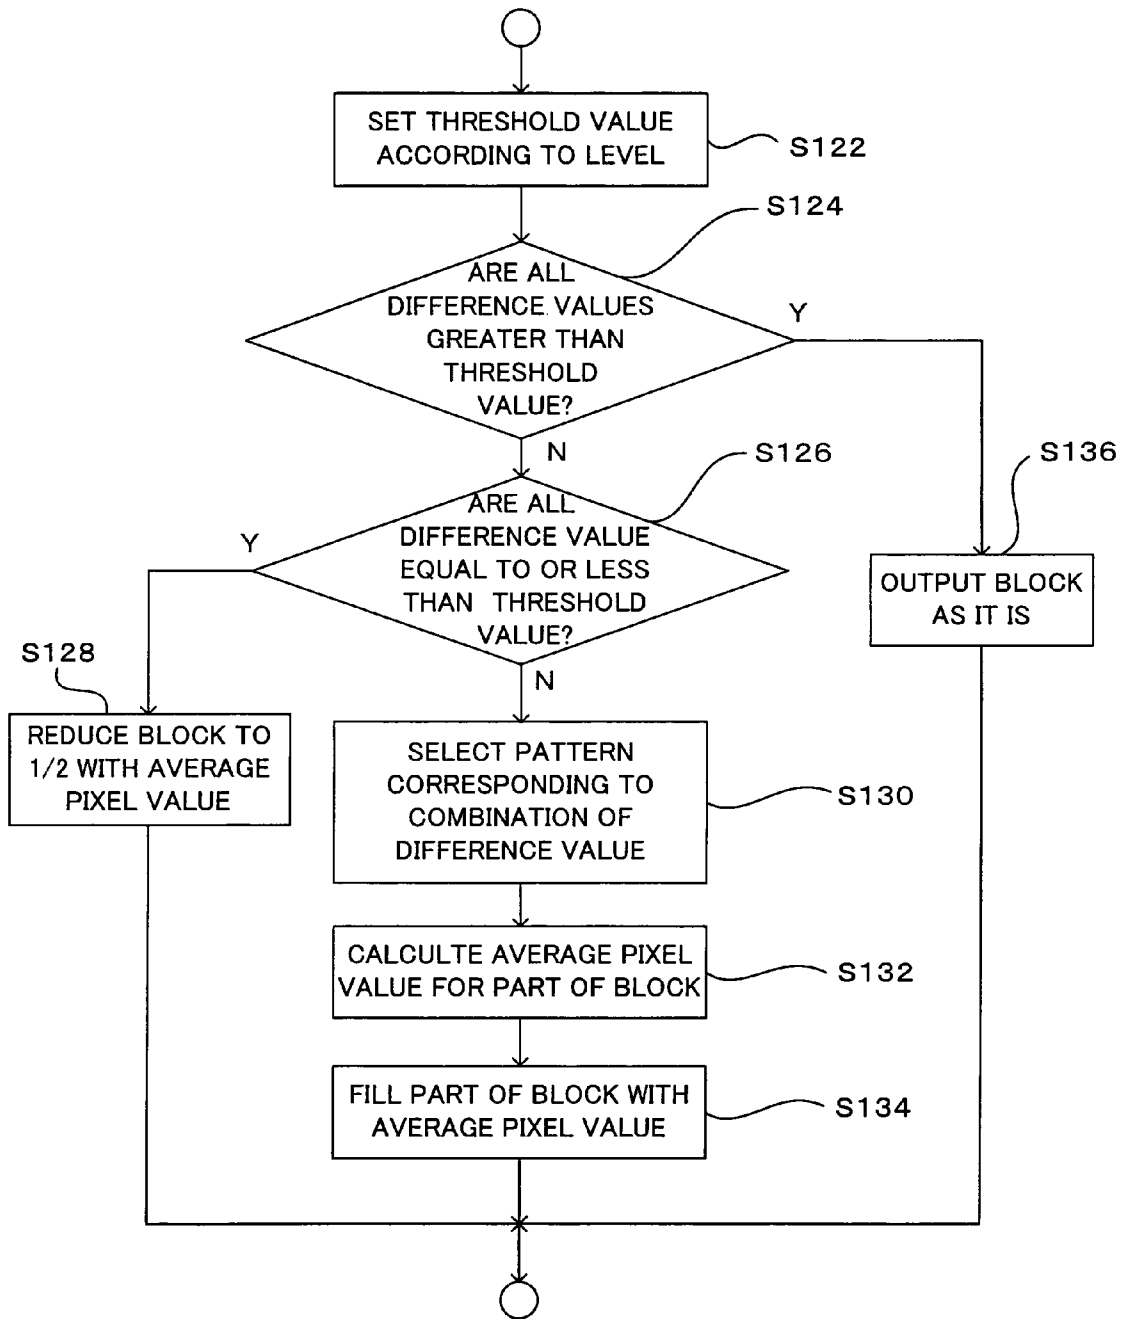 SET THRESHOLD VALUE
ACCORDING TO LEVEL
S122
S124
ARE ALL
DIFFERENCE VALUES
GREATER THAN
THRESHOLD
VALUE?
Y
N
S126
S136
ARE ALL
DIFFERENCE VALUE
EQUAL TO OR LESS
THAN THRESHOLD
VALUE?
Y
OUTPUT BLOCK
AS IT IS
S128
N
REDUCE BLOCK TO
1/2 WITH AVERAGE
PIXEL VALUE
SELECT PATTERN
CORRESPONDING TO
COMBINATION OF
DIFFERENCE VALUE
S130
CALCULTE AVERAGE PIXEL
VALUE FOR PART OF BLOCK
S132
FILL PART OF BLOCK WITH
AVERAGE PIXEL VALUE
S134